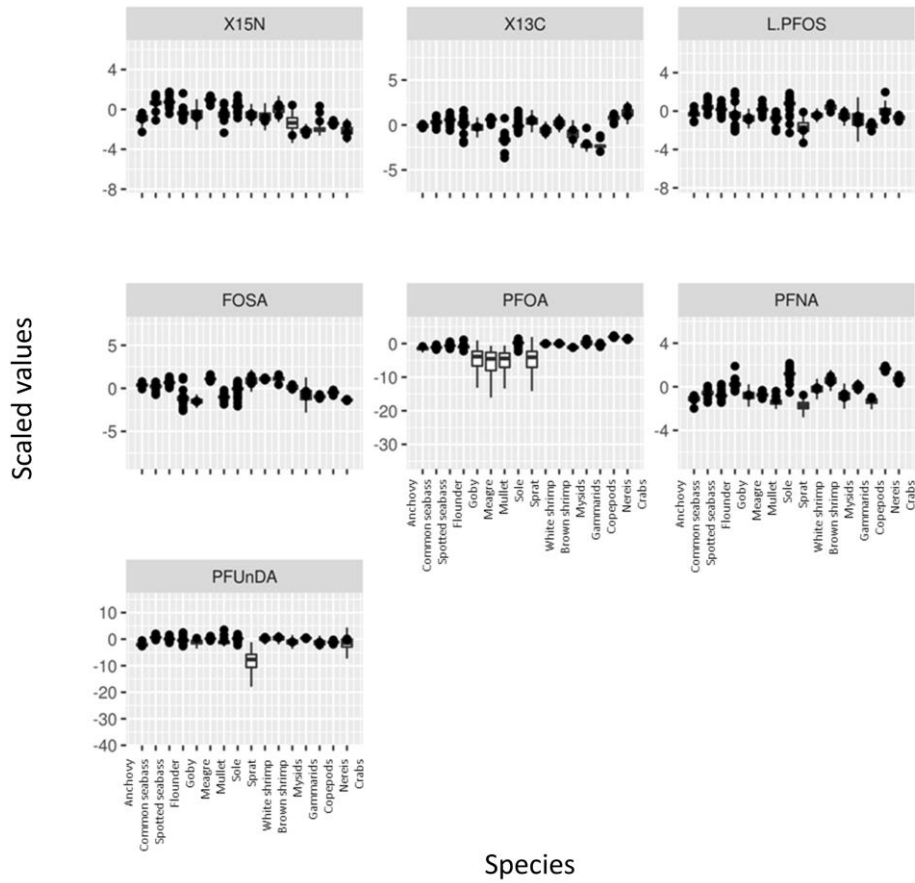 X15N X13C L.PFOS
4 0 -4 -8
5 0 -5
4 0 -4 -8
FOSA PFOA PFNA
5 0 -5
0 -10 -20 -30
4 0 -4
Scaled values
Anchovy
Common seabass
Spotted seabass
Flounder
Goby
Meagre
Mullet
Sole
Sprat
White shrimp
Brown shrimp
Mysids
Gammarids
Copepods
Nereis
Crabs
Anchovy
Common seabass
Spotted seabass
Flounder
Goby
Meagre
Mullet
Sole
Sprat
White shrimp
Brown shrimp
Mysids
Gammarids
Copepods
Nereis
Crabs
PFUnDA
10 0 -10 -20 -30 -40
Anchovy
Common seabass
Spotted seabass
Flounder
Goby
Meagre
Mullet
Sole
Sprat
White shrimp
Brown shrimp
Mysids
Gammarids
Copepods
Nereis
Crabs
Species